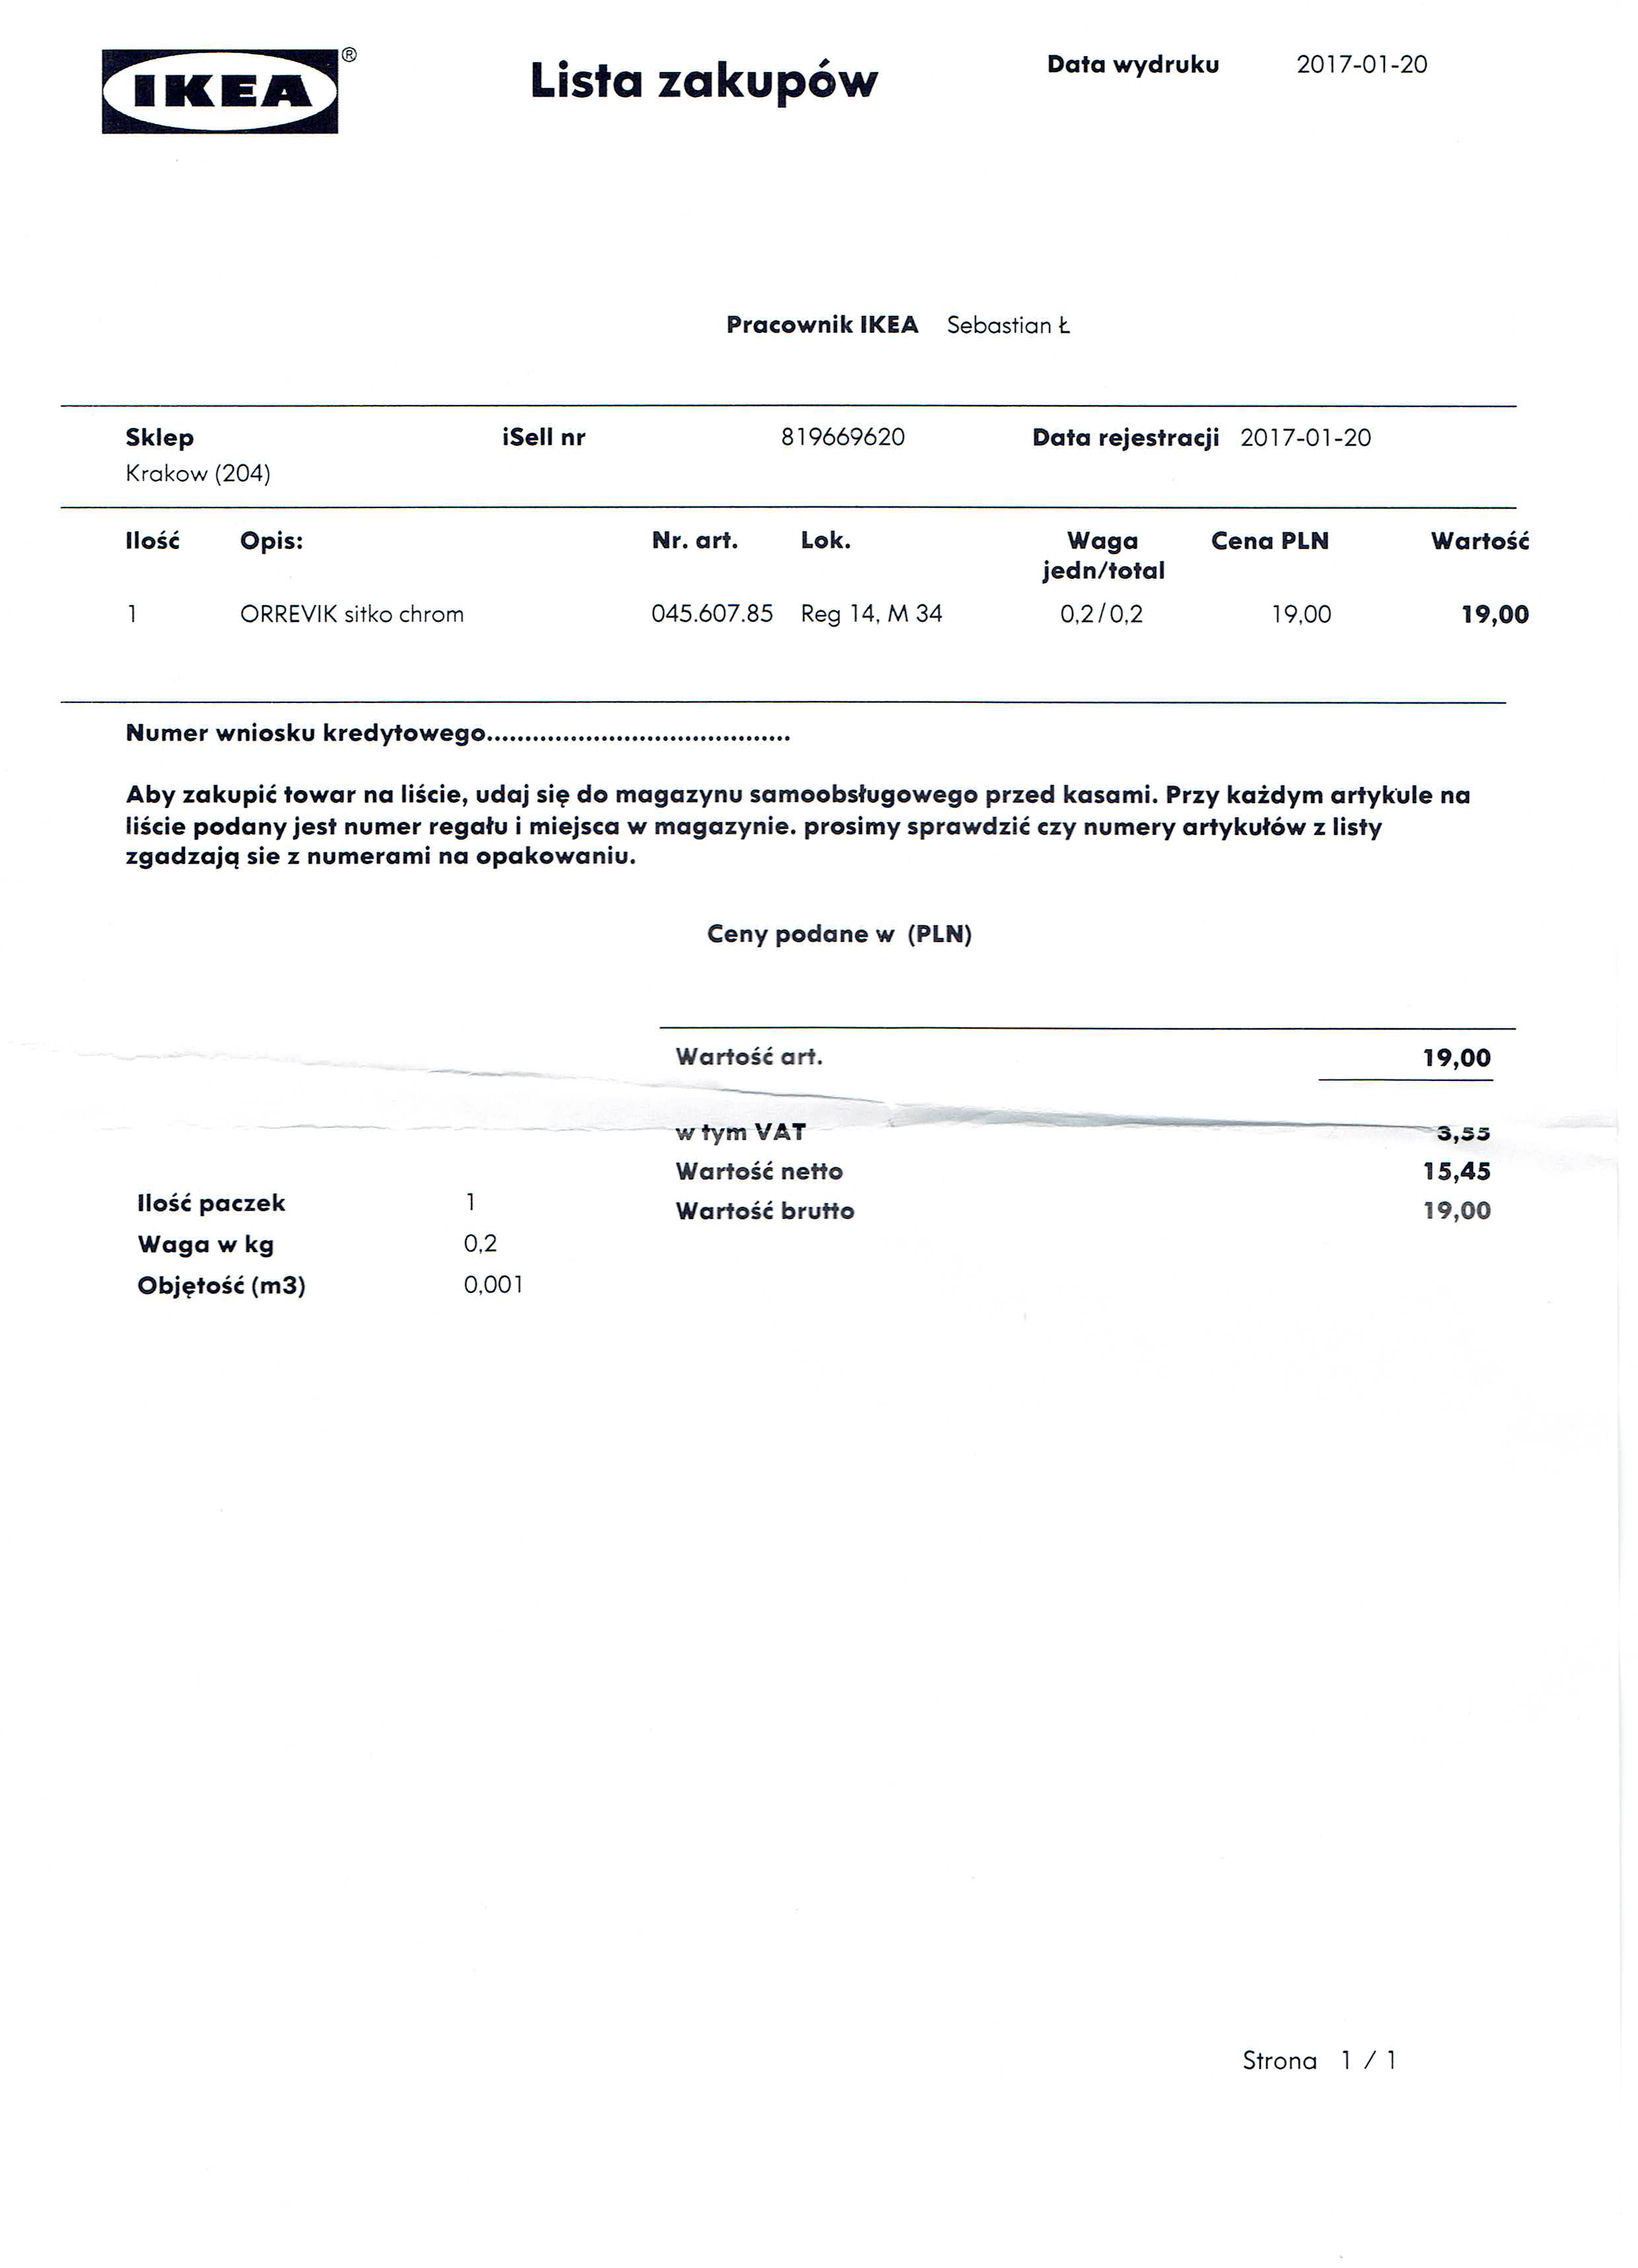 IKEA ®
Lista zakupów
Data wydruku 2017-01-20
Pracownik IKEA Sebastian Ł
Sklep iSell nr 819669620 Data rejestracji 2017-01-20
Krakow (204)
Ilość Opis: Nr. art. Lok. Waga Cena PLN Wartość
jedn/total
1 ORREVIK sitko chrom 045.607.85 Reg 14, M 34 0,2/0,2 19,00 19,00
Numer wniosku kredytowego........................................
Aby zakupić towar na liście, udaj się do magazynu samoobsługowego przed kasami. Przy każdym artykule na
liście podany jest numer regału i miejsca w magazynie. prosimy sprawdzić czy numery artykułów z listy
zgadzają sie z numerami na opakowaniu.
Ceny podane w (PLN)
Wartość art. 19,00
w tym VAT 3,55
Wartość netto 15,45
Wartość brutto 19,00
Ilość paczek 1
Waga w kg 0,2
Objętość (m3) 0,001
Strona 1 / 1